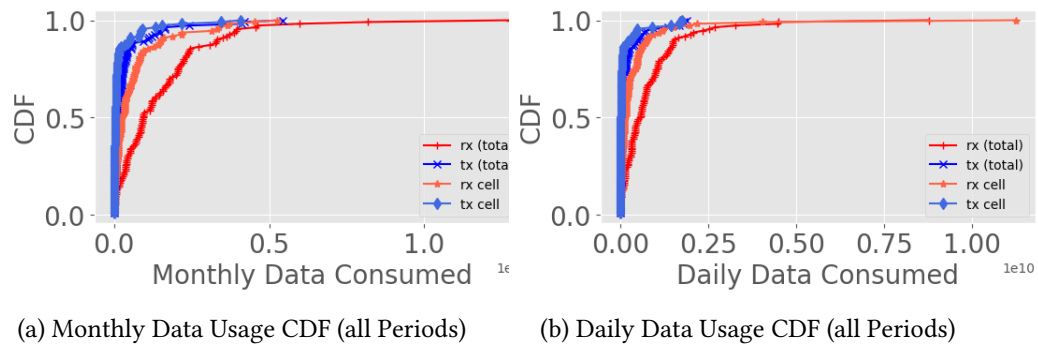 1.0
0.5
0.0
CDF
rx (tota
tx (tota
rx cell
tx cell
0.0
0.5
1.0
Monthly Data Consumed
1e
(a) Monthly Data Usage CDF (all Periods)
1.0
0.5
0.0
CDF
rx (total)
tx (total)
rx cell
tx cell
0.00
0.25
0.50
0.75
1.00
Daily Data Consumed
1e10
(b) Daily Data Usage CDF (all Periods)